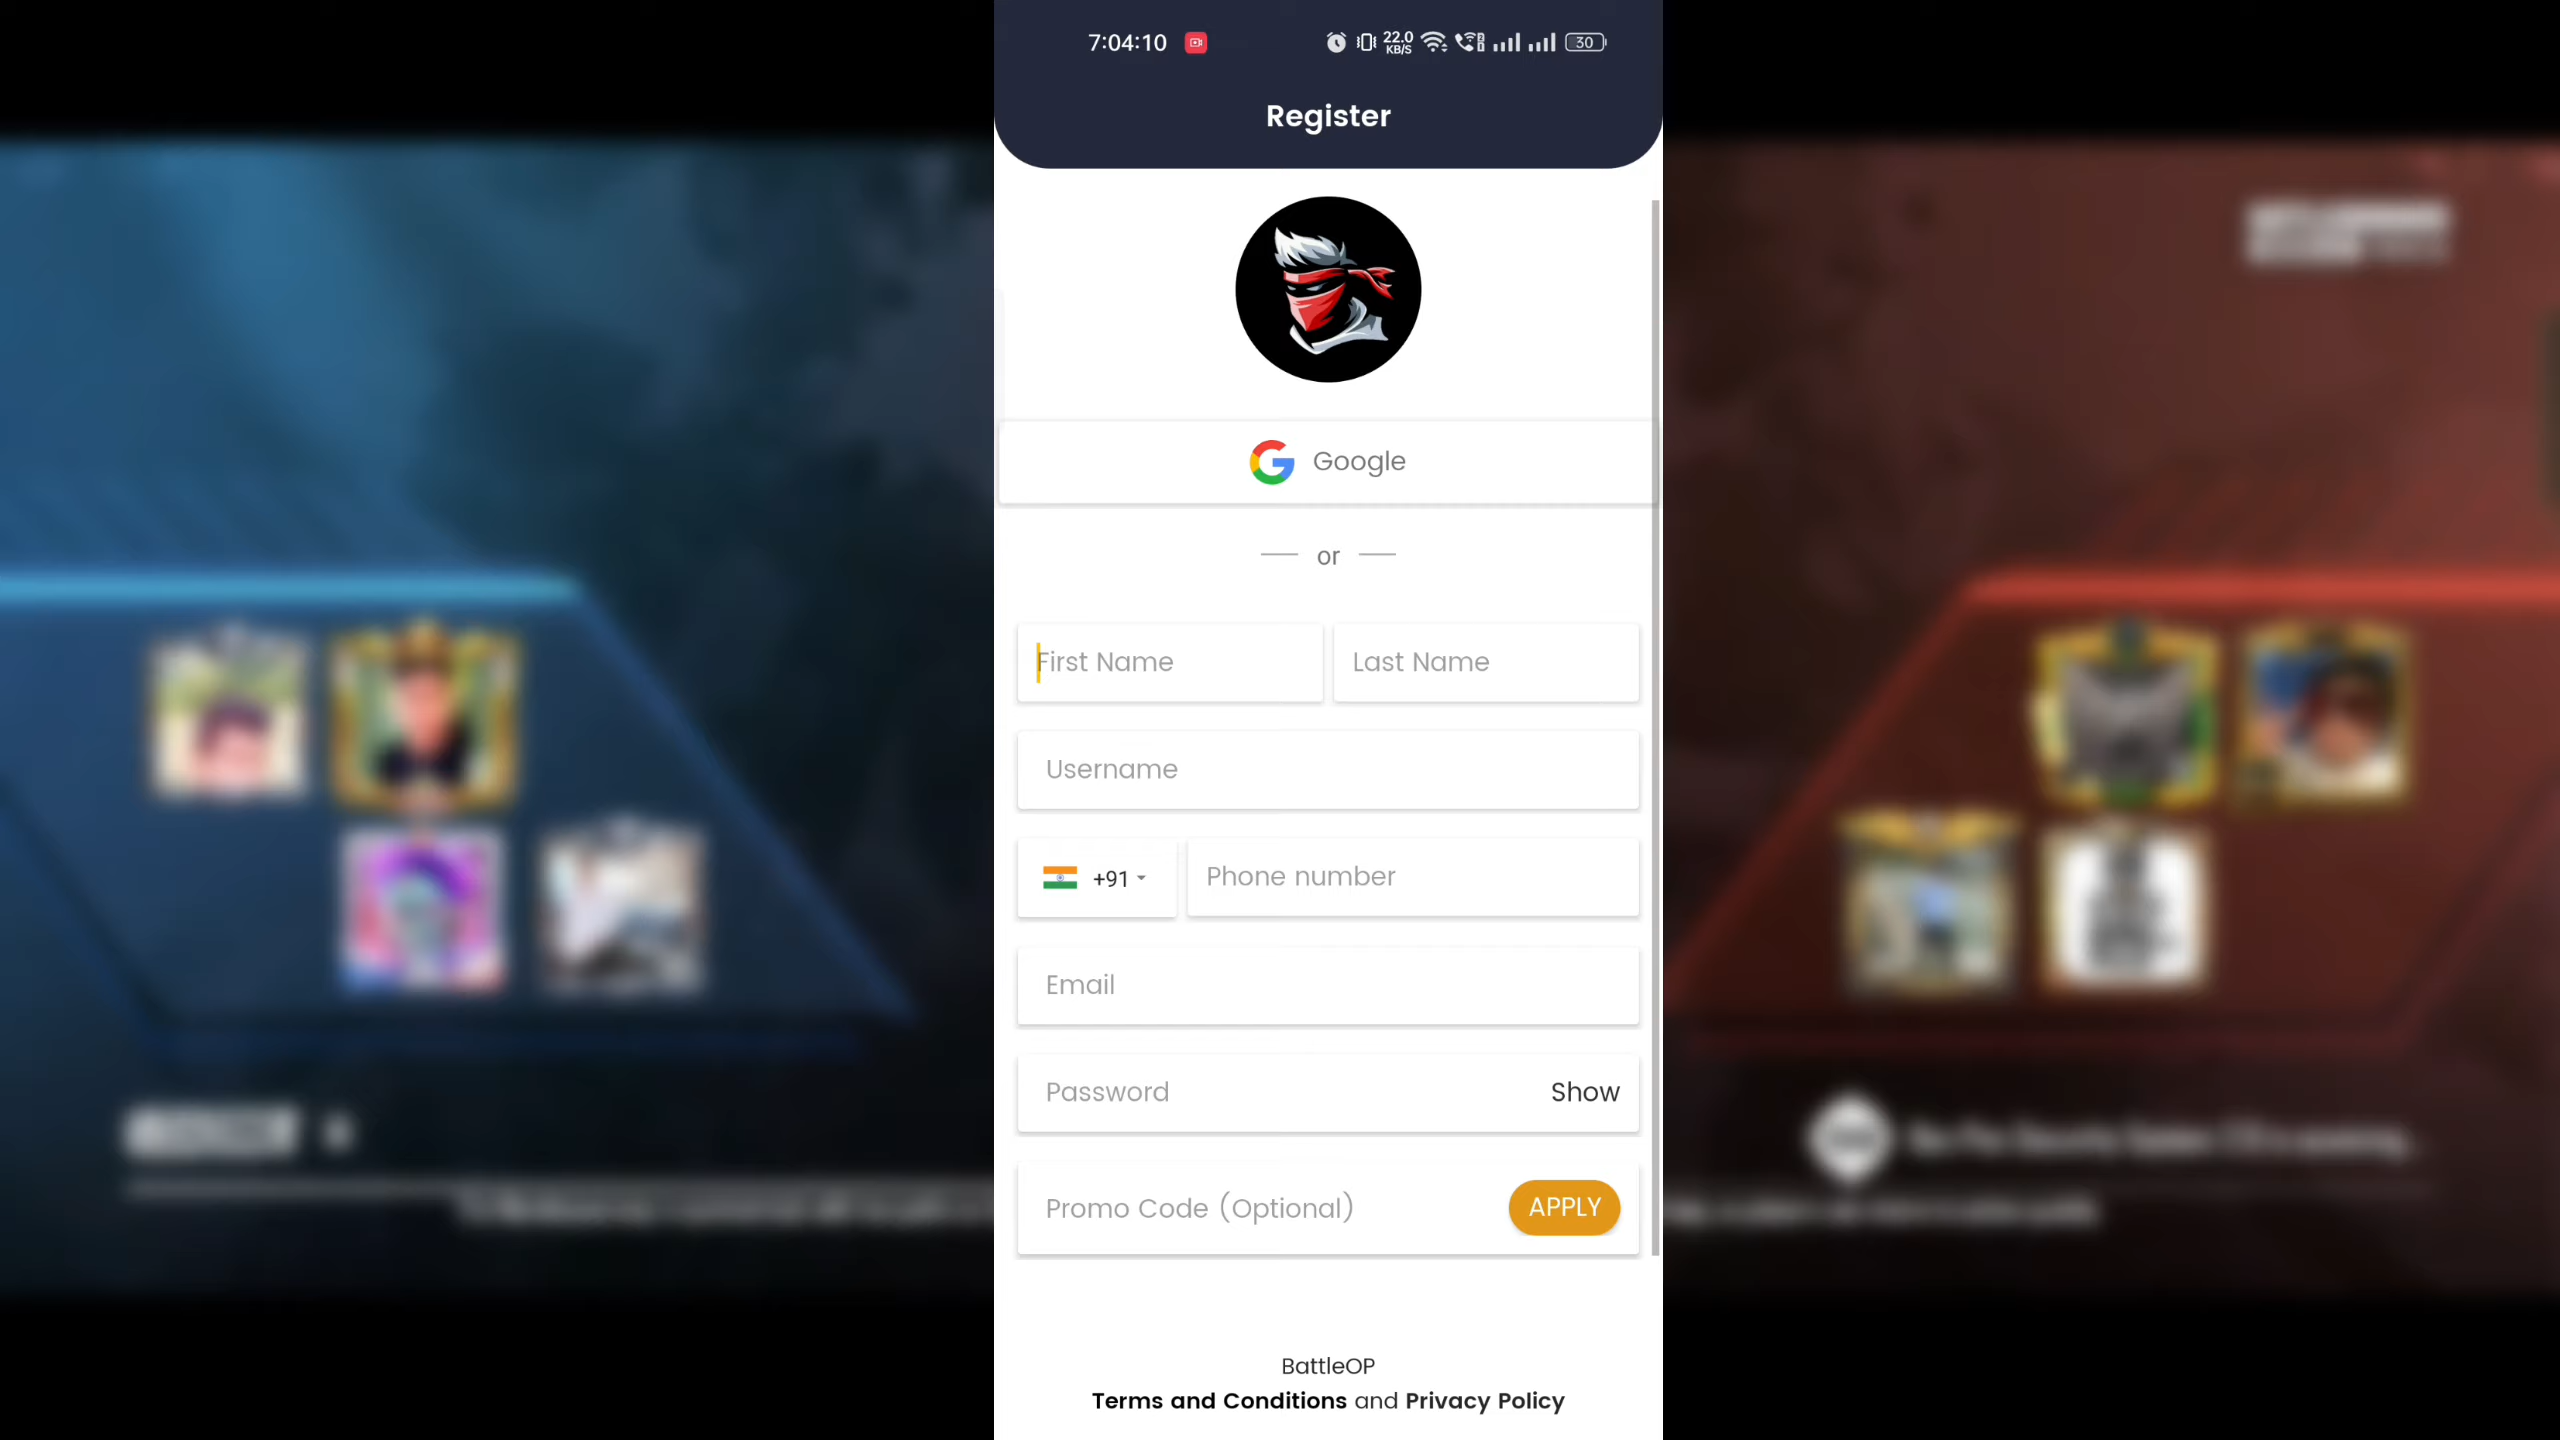 7:04:10 22.0 KB/S 30
Register
Google
or
First Name Last Name
Username
+91 Phone number
Email
Password Show
Promo Code (Optional) APPLY
BattleOP
Terms and Conditions and Privacy Policy